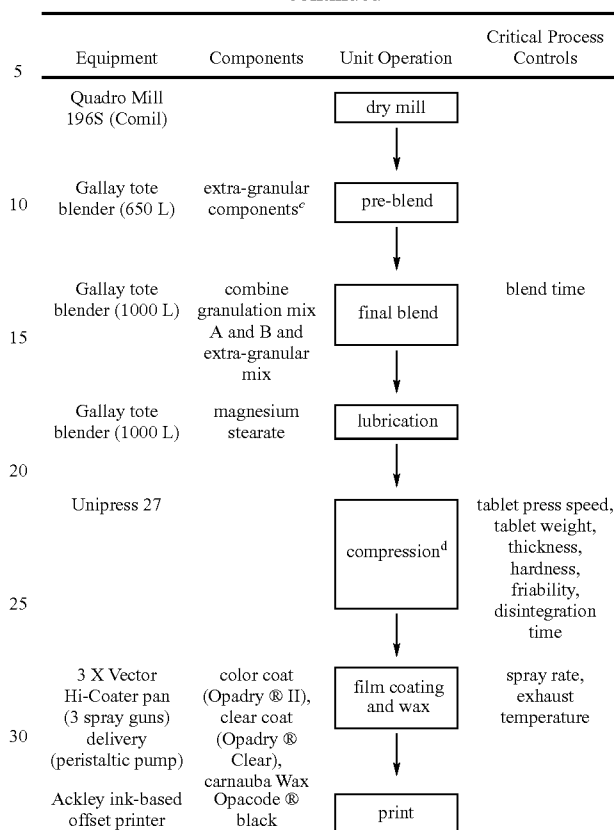 continued
Critical Process
5 Equipment Components Unit Operation Controls
Quadro Mill
196S (Comil)
dry mill
10 Gallay tote extra-granular
blender (650 L) components^c
pre-blend
Gallay tote combine blend time
blender (1000 L) granulation mix
final blend
15 A and B and
extra-granular
mix
Gallay tote magnesium
blender (1000 L) stearate
lubrication
20
Unipress 27 tablet press speed,
tablet weight,
thickness,
compression^d
hardness,
friability,
25 disintegration
time
3 X Vector color coat spray rate,
Hi-Coater pan (Opadry ® II), exhaust
film coating
and wax
(3 spray guns) clear coat temperature
30 delivery (Opadry ®
(peristaltic pump) Clear),
carnauba Wax
Ackley ink-based Opacode ®
offset printer black
print